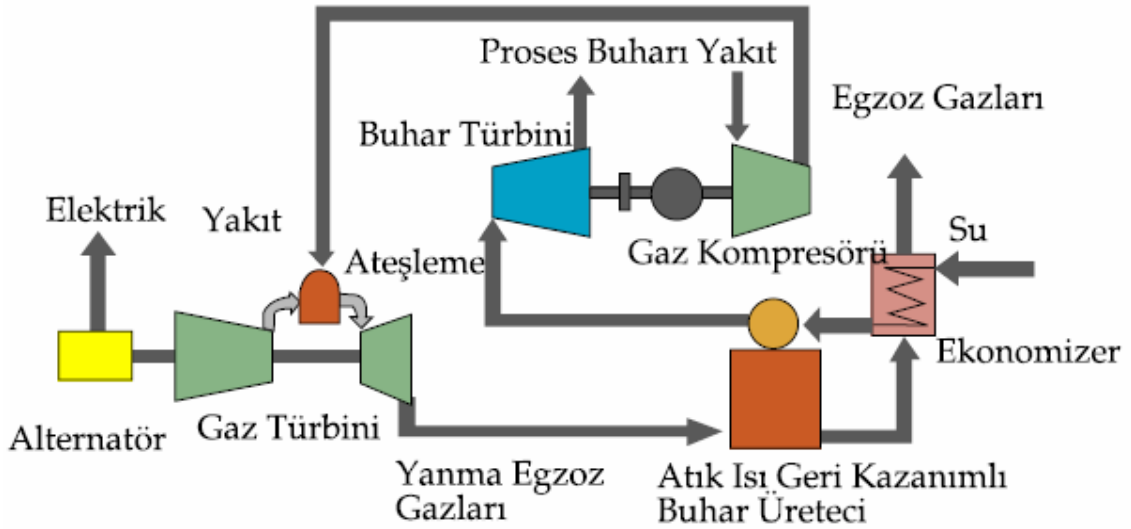 Proses Buharı Yakıt
Egzoz Gazları
Buhar Türbini
Elektrik
Yakıt
Ateşleme
Gaz Kompresörü
Su
Ekonomizer
Alternatör
Gaz Türbini
Yanma Egzoz
Gazları
Atık Isı Geri Kazanımlı
Buhar Üreteci